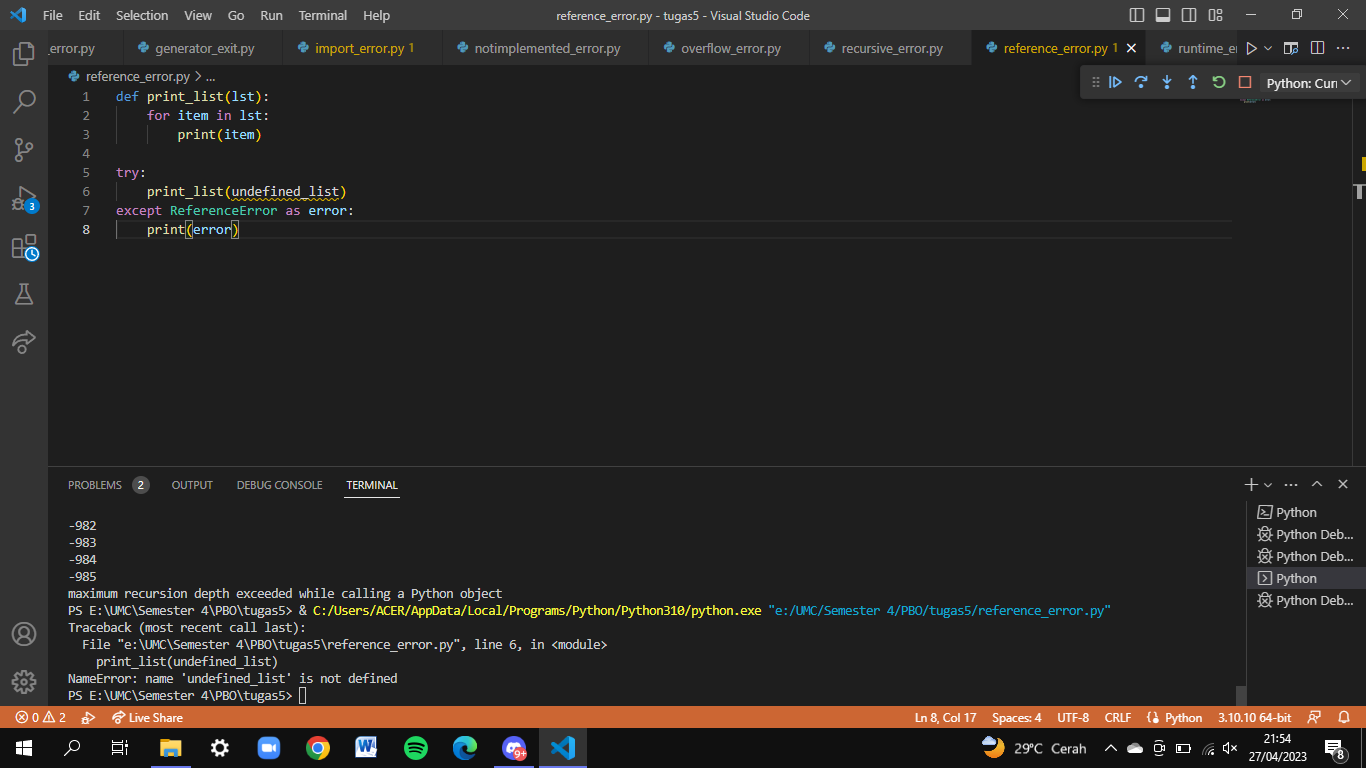 File Edit Selection View Go Run Terminal Help
reference_error.py - tugas5 - Visual Studio Code
_error.py generator_exit.py import_error.py 1 notimplemented_error.py overflow_error.py recursive_error.py reference_error.py 1 runtime_er
reference_error.py > ...
Python: Curr
1 def print_list(lst):
2 for item in lst:
3 print(item)
4
5 try:
6 print_list(undefined_list)
7 except ReferenceError as error:
8 print(error)
3
PROBLEMS 2 OUTPUT DEBUG CONSOLE TERMINAL
-982
-983
-984
-985
maximum recursion depth exceeded while calling a Python object
PS E:\UMC\Semester 4\PBO\tugas5> & C:/Users/ACER/AppData/Local/Programs/Python/Python310/python.exe "e:/UMC/Semester 4/PBO/tugas5/reference_error.py"
Traceback (most recent call last):
File "e:\UMC\Semester 4\PBO\tugas5\reference_error.py", line 6, in <module>
print_list(undefined_list)
NameError: name 'undefined_list' is not defined
PS E:\UMC\Semester 4\PBO\tugas5>
Python
Python Deb...
Python Deb...
Python
Python Deb...
0 2 Live Share Ln 8, Col 17 Spaces: 4 UTF-8 CRLF Python 3.10.10 64-bit
9+
29°C Cerah
21:54
27/04/2023
8